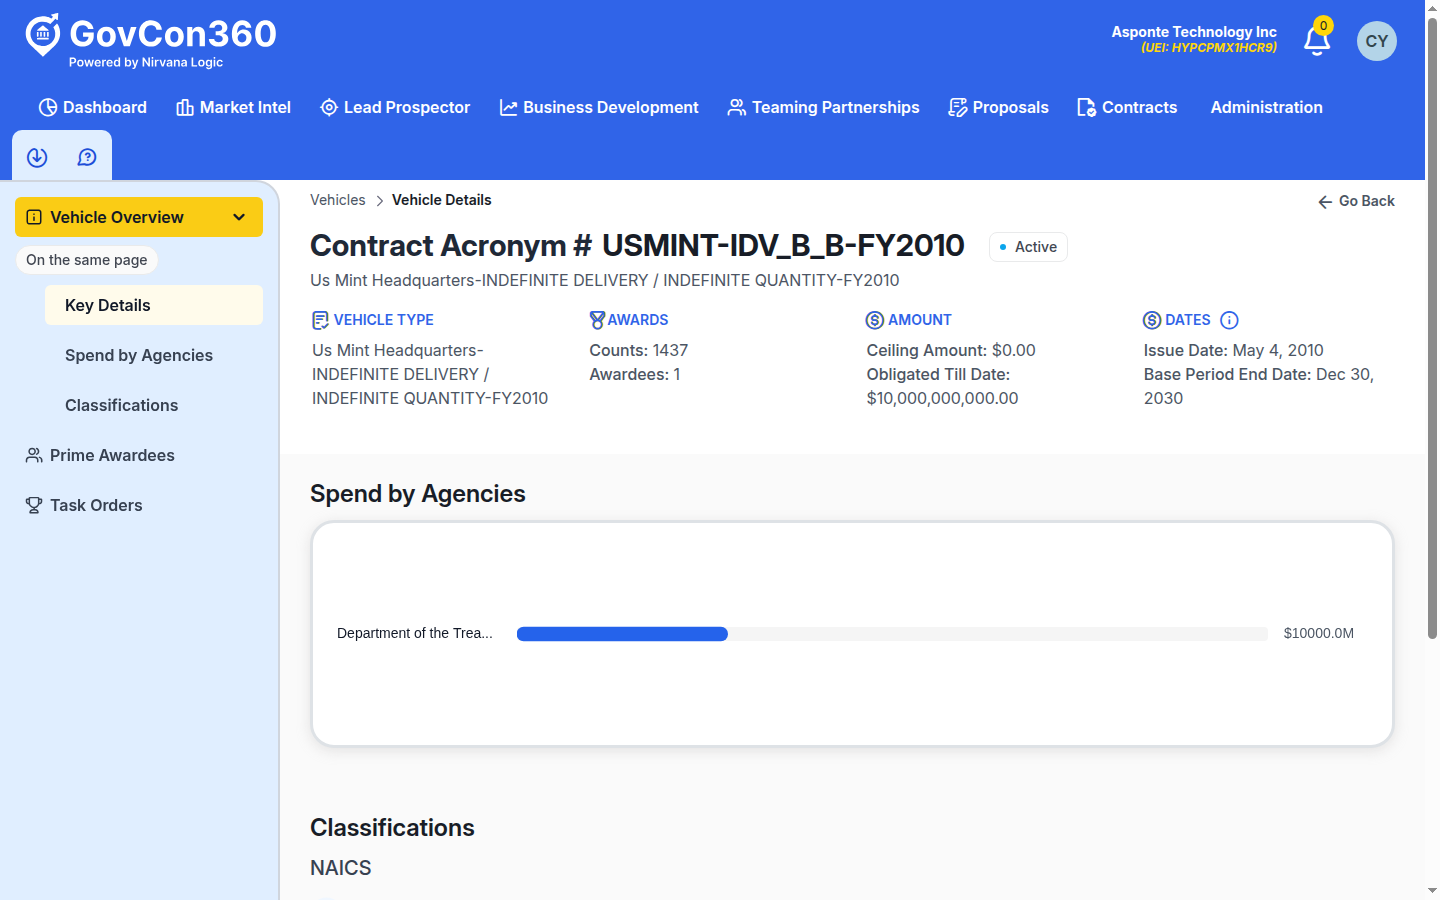 GovCon360
Powered by Nirvana Logic
Asponte Technology Inc
(UEI: HYPCPMX1HCR9)
0
CY
Dashboard
Market Intel
Lead Prospector
Business Development
Teaming Partnerships
Proposals
Contracts
Administration
Vehicle Overview
On the same page
Key Details
Spend by Agencies
Classifications
Prime Awardees
Task Orders
Vehicles > Vehicle Details
Go Back
Contract Acronym # USMINT-IDV_B_B-FY2010
Active
Us Mint Headquarters-INDEFINITE DELIVERY / INDEFINITE QUANTITY-FY2010
VEHICLE TYPE
Us Mint Headquarters-
INDEFINITE DELIVERY /
INDEFINITE QUANTITY-FY2010
AWARDS
Counts: 1437
Awardees: 1
AMOUNT
Ceiling Amount: $0.00
Obligated Till Date:
$10,000,000,000.00
DATES
Issue Date: May 4, 2010
Base Period End Date: Dec 30,
2030
Spend by Agencies
Department of the Trea...
$10000.0M
Classifications
NAICS